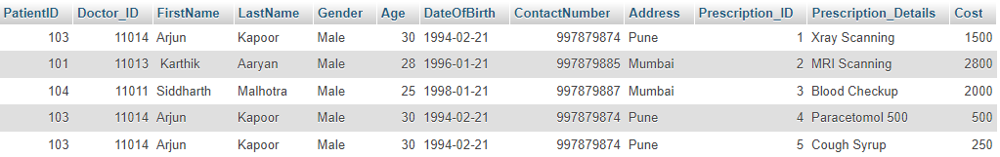 PatientID Doctor_ID FirstName LastName Gender Age DateOfBirth ContactNumber Address Prescription_ID Prescription_Details Cost
103 11014 Arjun Kapoor Male 30 1994-02-21 997879874 Pune 1 Xray Scanning 1500
101 11013 Karthik Aaryan Male 28 1996-01-21 997879885 Mumbai 2 MRI Scanning 2800
104 11011 Siddharth Malhotra Male 25 1998-01-21 997879887 Mumbai 3 Blood Checkup 2000
103 11014 Arjun Kapoor Male 30 1994-02-21 997879874 Pune 4 Paracetomol 500 500
103 11014 Arjun Kapoor Male 30 1994-02-21 997879874 Pune 5 Cough Syrup 250